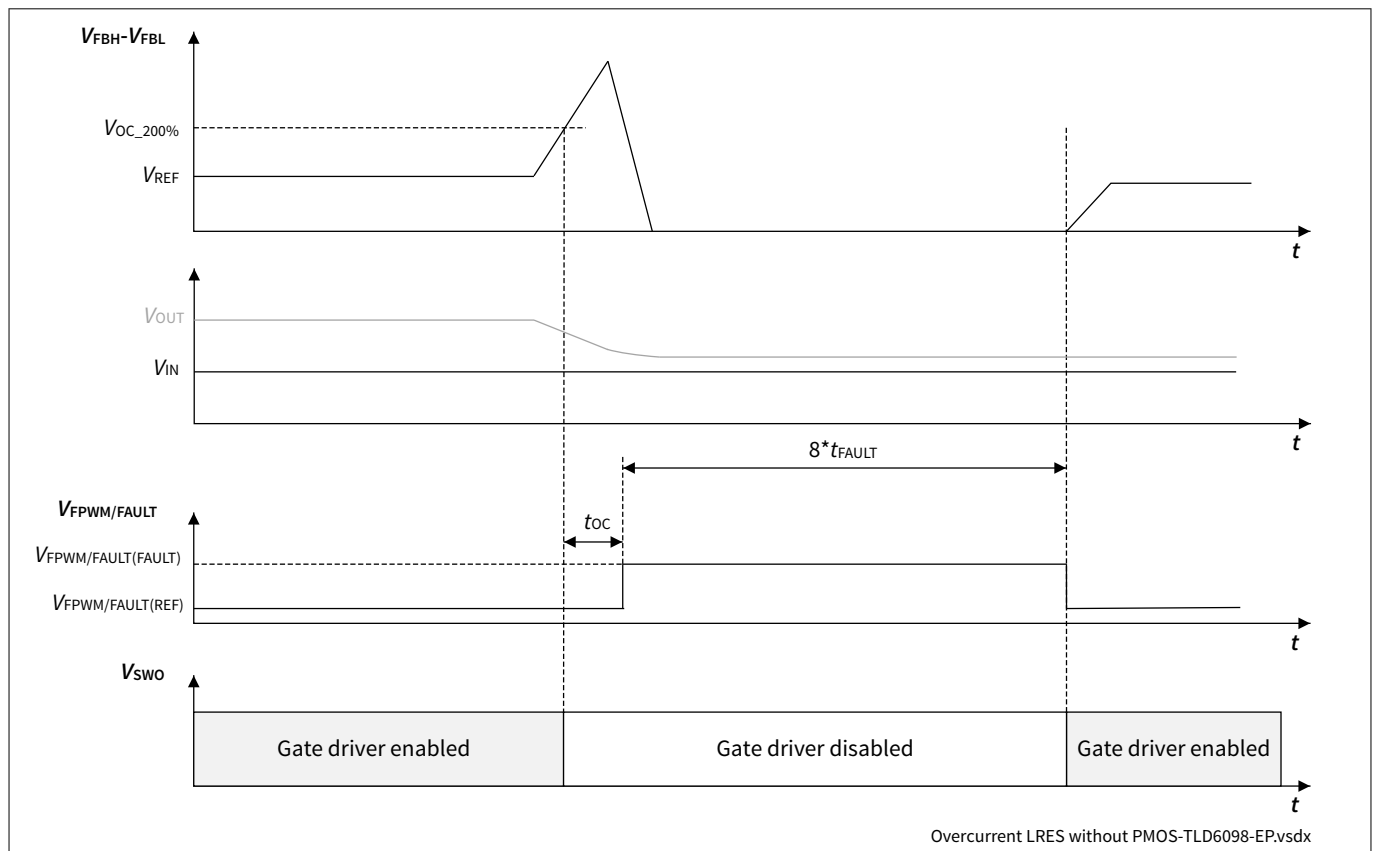 VFBH-VFBL
VOC_200%
VREF
t
VOUT
VIN
t
8*tFAULT
VFPWM/FAULT
tOC
VFPWM/FAULT(FAULT)
VFPWM/FAULT(REF)
t
VSWO
Gate driver enabled
Gate driver disabled
Gate driver enabled
t
Overcurrent LRES without PMOS-TLD6098-EP.vsdx